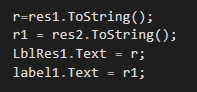 r=res1.ToString();
r1 = res2.ToString();
LblRes1.Text = r;
label1.Text = r1;